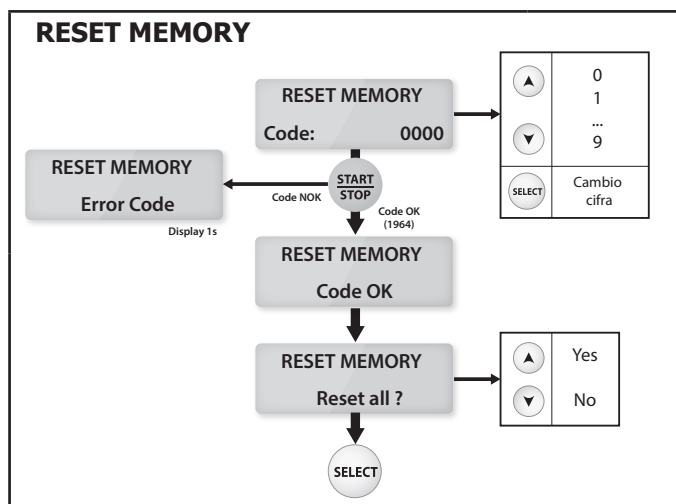 RESET MEMORY
RESET MEMORY
Code: 0000
0
1
...
9
SELECT
Cambio
cifra
START
STOP
RESET MEMORY
Error Code
Code NOK
Display 1s
Code OK
(1964)
RESET MEMORY
Code OK
RESET MEMORY
Reset all ?
Yes
No
SELECT